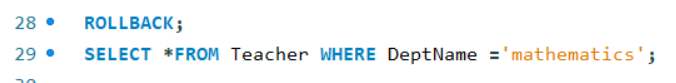 28 ROLLBACK;
29 SELECT *FROM Teacher WHERE DeptName ='mathematics';